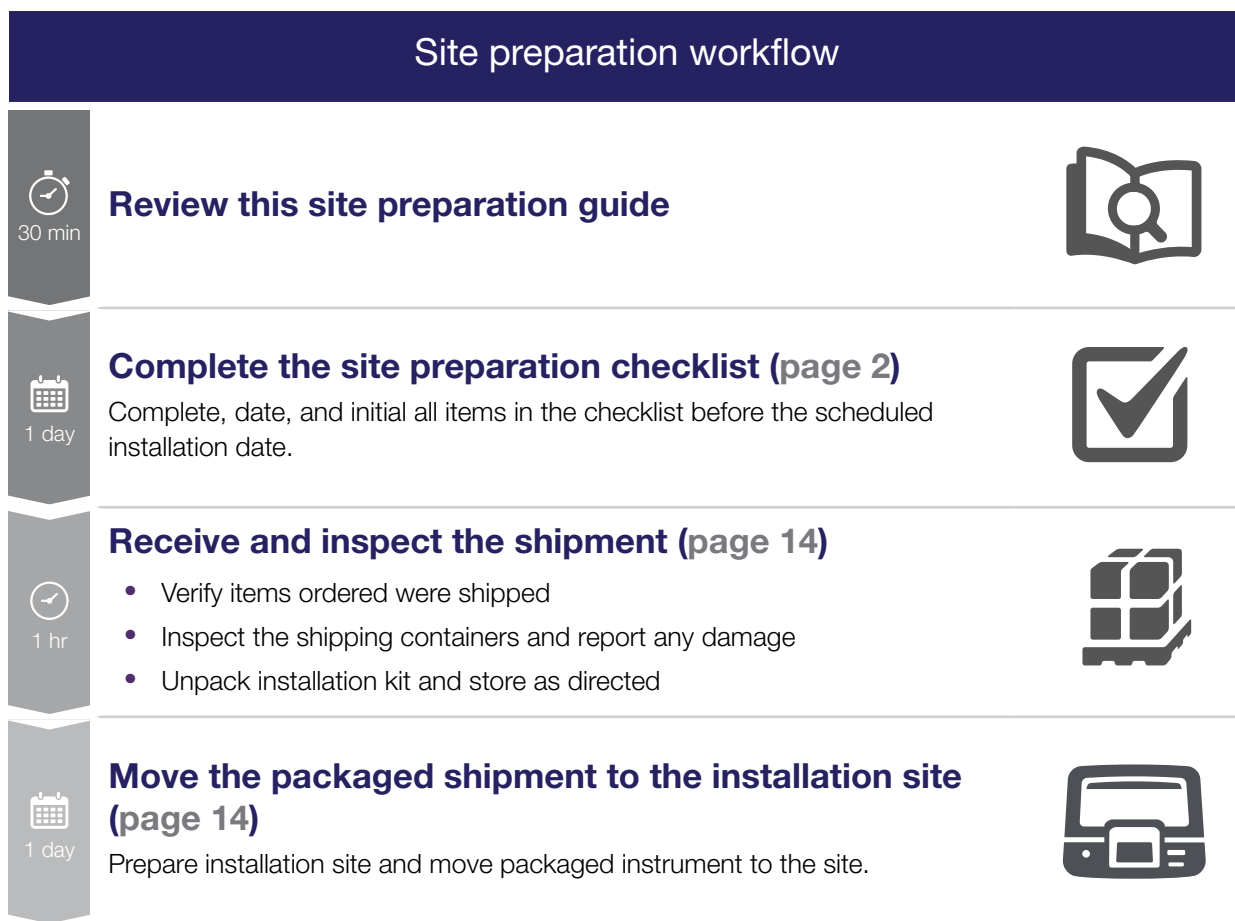 Site preparation workflow
30 min
Review this site preparation guide
1 day
Complete the site preparation checklist (page 2)
Complete, date, and initial all items in the checklist before the scheduled
installation date.
1 hr
Receive and inspect the shipment (page 14)
• Verify items ordered were shipped
• Inspect the shipping containers and report any damage
• Unpack installation kit and store as directed
1 day
Move the packaged shipment to the installation site
(page 14)
Prepare installation site and move packaged instrument to the site.